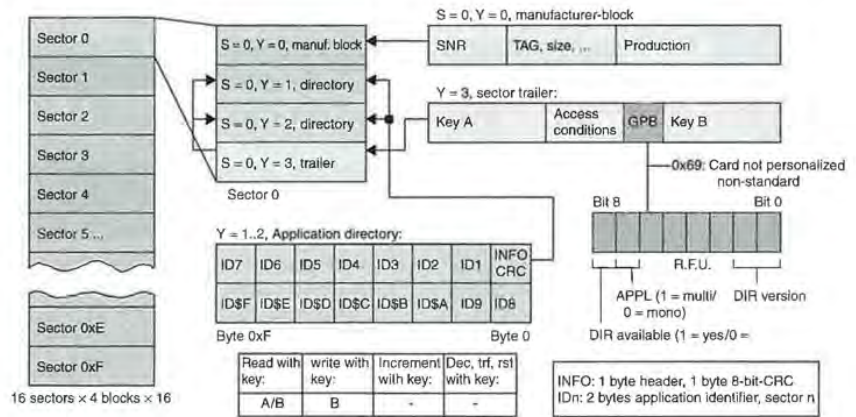 Sector 0
Sector 1
Sector 2
Sector 3
Sector 4
Sector 5 ...
Sector 0xE
Sector 0xF
16 sectors × 4 blocks × 16
S = 0, Y = 0, manuf. block
S = 0, Y = 1, directory
S = 0, Y = 2, directory
S = 0, Y = 3, trailer
Sector 0
S = 0, Y = 0, manufacturer-block
SNR TAG, size, ... Production
Y = 3, sector trailer:
Key A Access conditions GPB Key B
0x69: Card not personalized
non-standard
Bit 8 Bit 0
R.F.U.
APPL (1 = multi/
0 = mono)
DIR version
DIR available (1 = yes/0 =
Y = 1..2, Application directory:
ID7 ID6 ID5 ID4 ID3 ID2 ID1 INFO CRC
ID$F ID$E ID$D ID$C ID$B ID$A ID9 ID8
Byte 0xF Byte 0
Read with key: write with key: Increment with key: Dec, trf, rst with key:
A/B B - -
INFO: 1 byte header, 1 byte 8-bit-CRC
IDn: 2 bytes application identifier, sector n